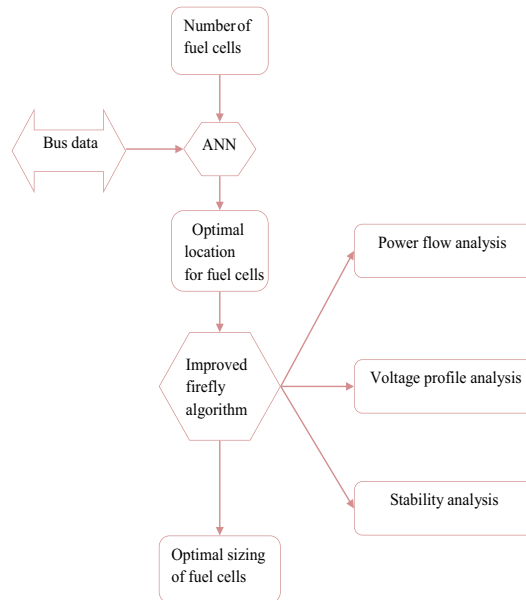 Number of
fuel cells
Bus data
ANN
Optimal
location
for fuel cells
Power flow analysis
Improved
firefly
algorithm
Voltage profile analysis
Stability analysis
Optimal sizing
of fuel cells